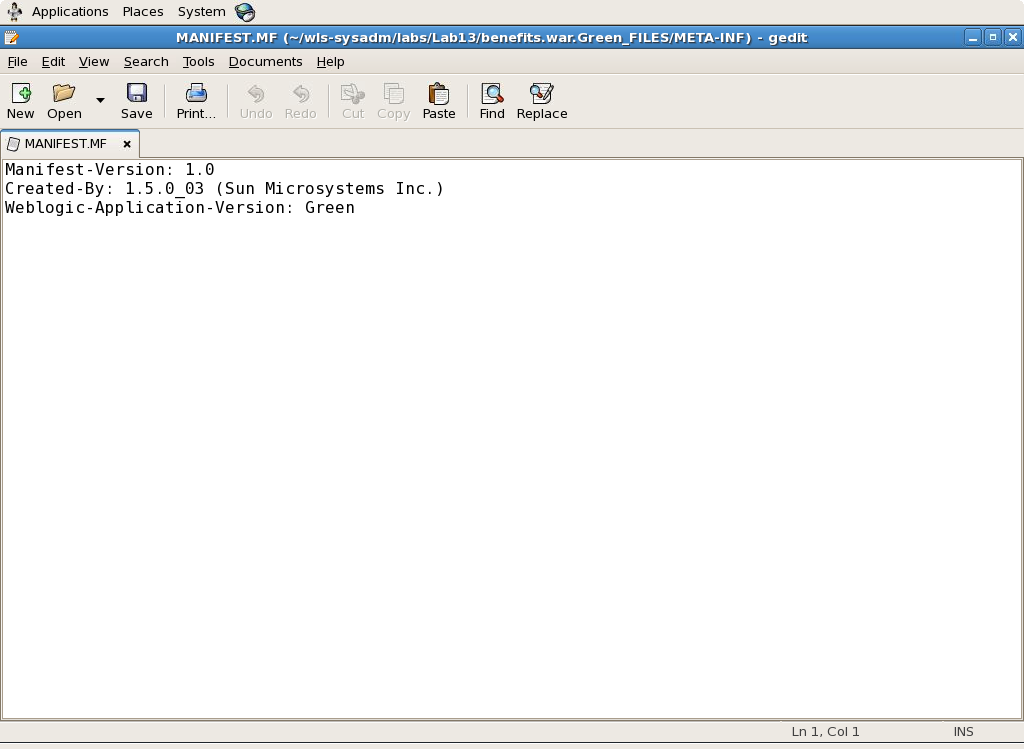 Applications Places System
MANIFEST.MF (~/wls-sysadm/labs/Lab13/benefits.war.Green_FILES/META-INF) - gedit
File Edit View Search Tools Documents Help
New Open Save Print... Undo Redo Cut Copy Paste Find Replace
MANIFEST.MF
Manifest-Version: 1.0
Created-By: 1.5.0_03 (Sun Microsystems Inc.)
Weblogic-Application-Version: Green
Ln 1, Col 1 INS